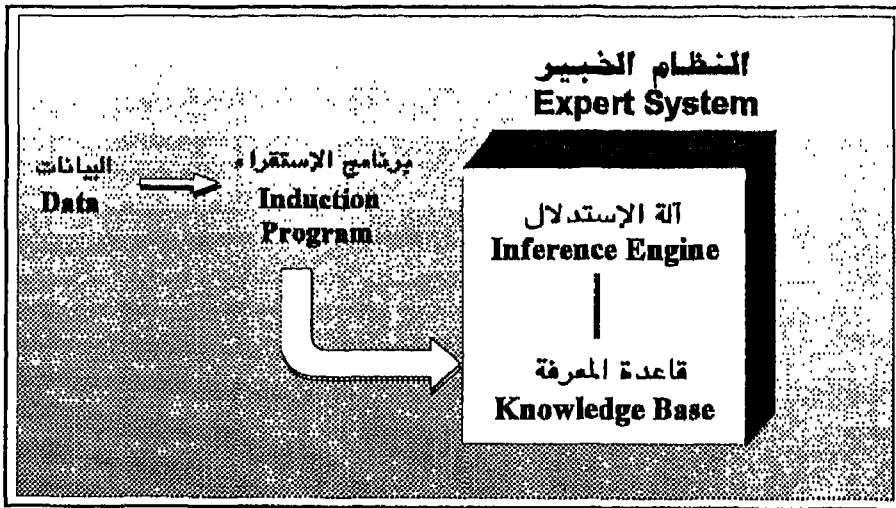 النظام الخبير
Expert System
البيانات
Data
برنامج الإستقراء
Induction
Program
آلة الإستدلال
Inference Engine
قاعدة المعرفة
Knowledge Base